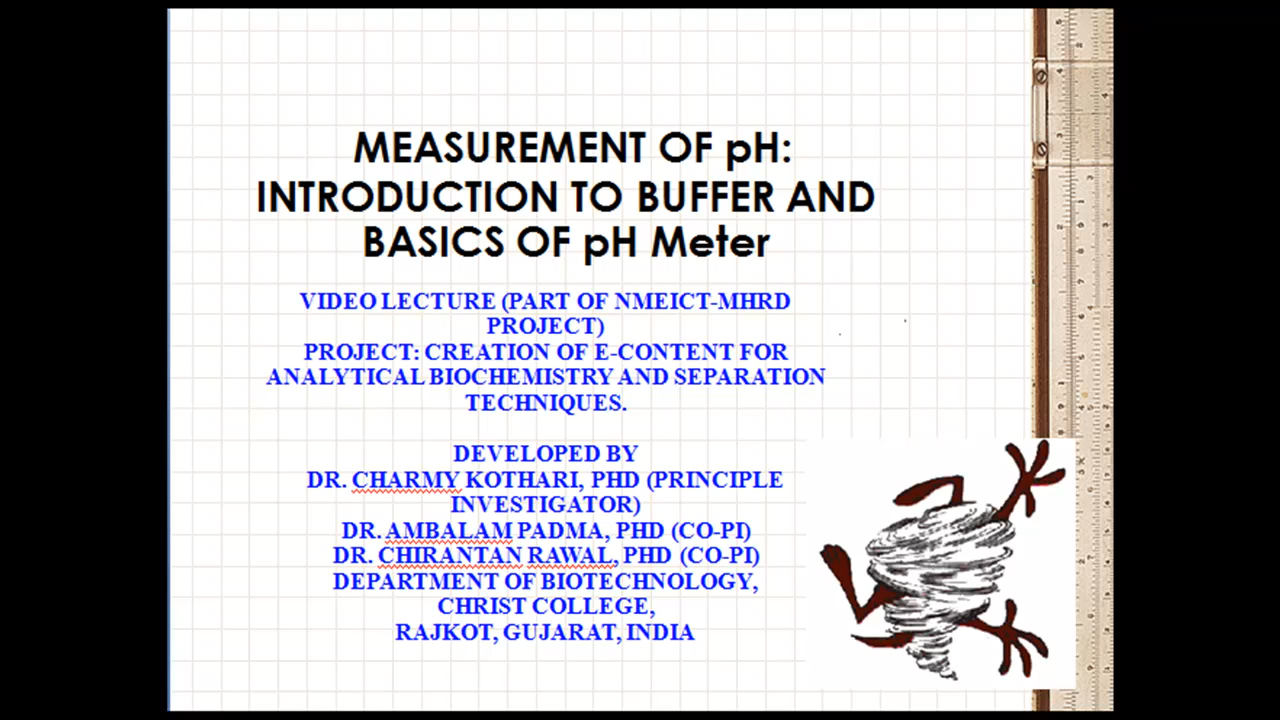 MEASUREMENT OF pH:
INTRODUCTION TO BUFFER AND
BASICS OF pH Meter
VIDEO LECTURE (PART OF NMEICT-MHRD
PROJECT)
PROJECT: CREATION OF E-CONTENT FOR
ANALYTICAL BIOCHEMISTRY AND SEPARATION
TECHNIQUES.
DEVELOPED BY
DR. CHARMY KOTHARI, PHD (PRINCIPLE
INVESTIGATOR)
DR. AMBALAM PADMA, PHD (CO-PI)
DR. CHIRANTAN RAWAL, PHD (CO-PI)
DEPARTMENT OF BIOTECHNOLOGY,
CHRIST COLLEGE,
RAJKOT, GUJARAT, INDIA